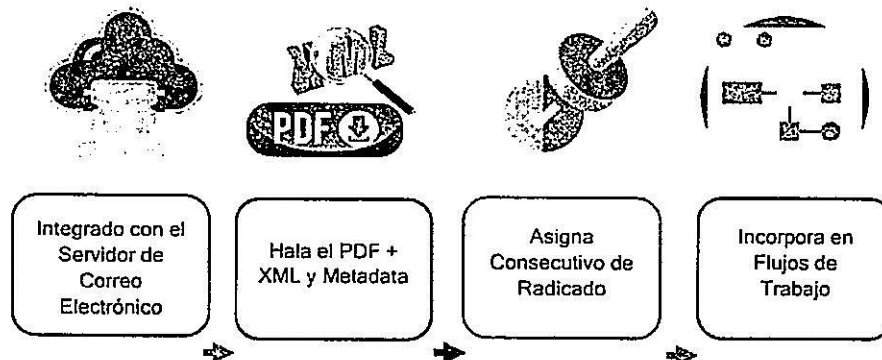 XML
PDF
Integrado con el
Servidor de
Correo
Electrónico
Hala el PDF +
XML y Metadata
Asigna
Consecutivo de
Radicado
Incorpora en
Flujos de
Trabajo